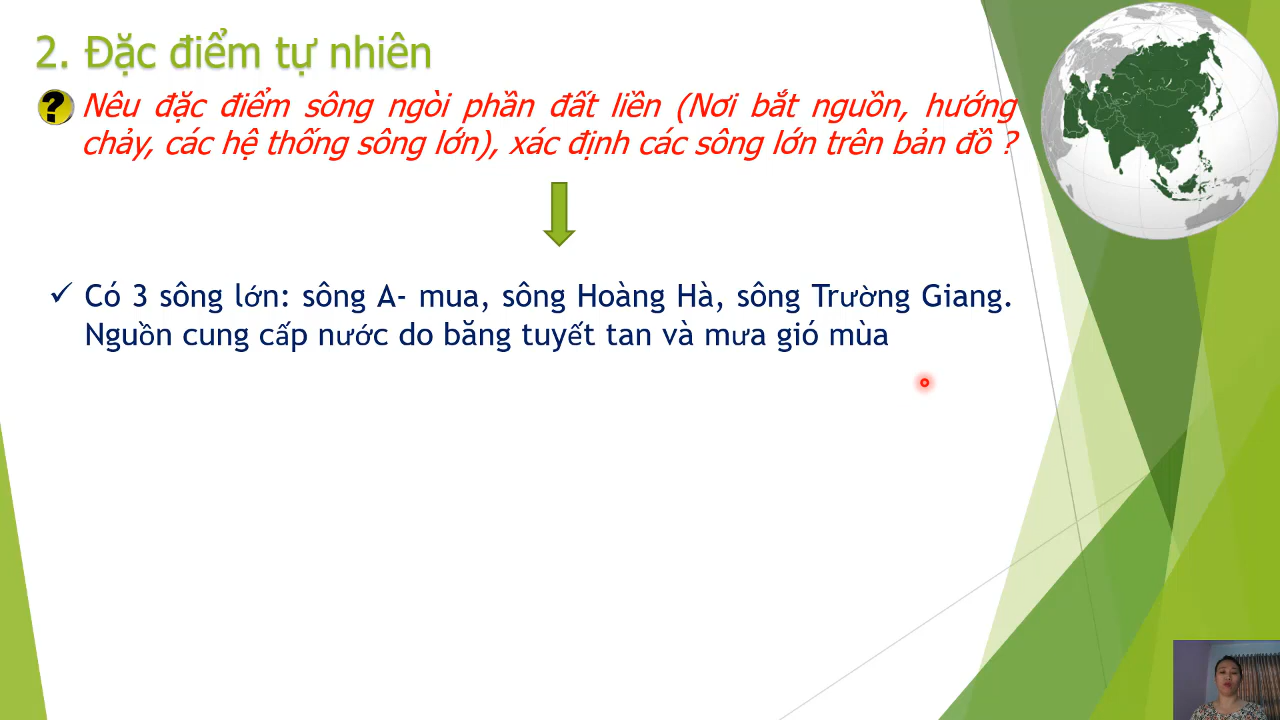 2. Đặc điểm tự nhiên
? Nêu đặc điểm sông ngòi phần đất liền (Nơi bắt nguồn, hướng
chảy, các hệ thống sông lớn), xác định các sông lớn trên bản đồ ?
✓ Có 3 sông lớn: sông A- mua, sông Hoàng Hà, sông Trường Giang.
Nguồn cung cấp nước do băng tuyết tan và mưa gió mùa